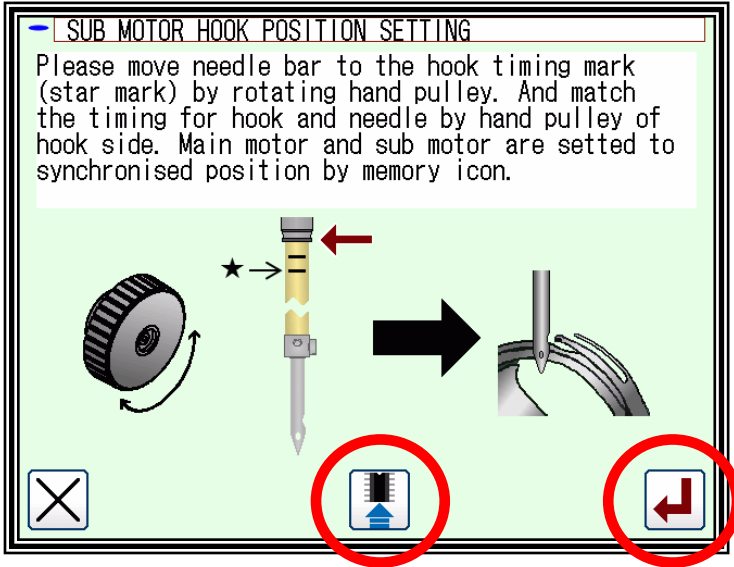 SUB MOTOR HOOK POSITION SETTING
Please move needle bar to the hook timing mark
(star mark) by rotating hand pulley. And match
the timing for hook and needle by hand pulley of
hook side. Main motor and sub motor are setted to
synchronised position by memory icon.